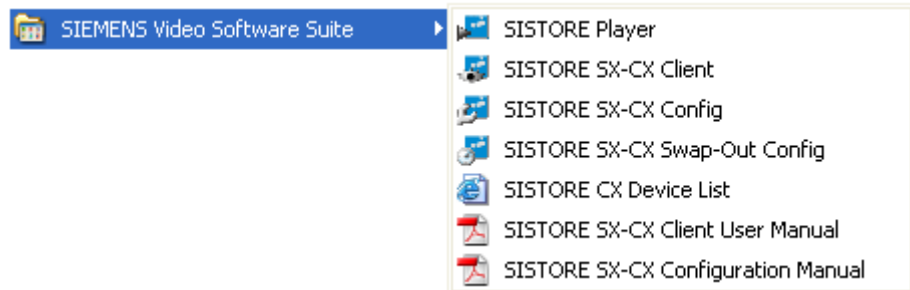 SIEMENS Video Software Suite
SISTORE Player
SISTORE SX-CX Client
SISTORE SX-CX Config
SISTORE SX-CX Swap-Out Config
SISTORE CX Device List
SISTORE SX-CX Client User Manual
SISTORE SX-CX Configuration Manual